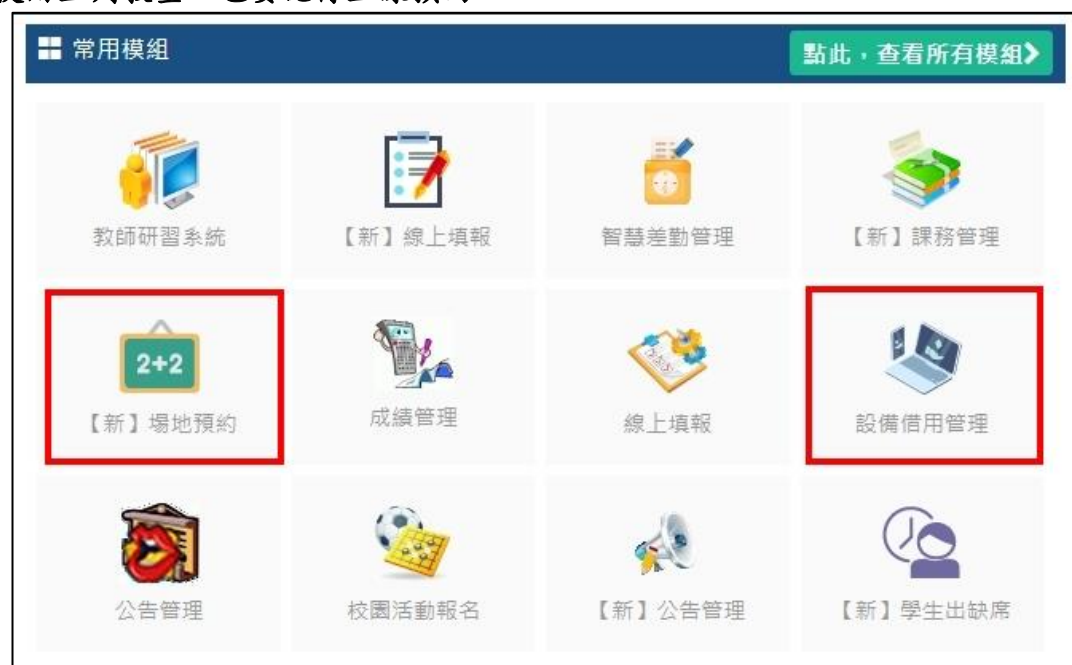 常用模組
點此，查看所有模組
教師研習系統
【新】線上填報
智慧差勤管理
【新】課務管理
2+2
【新】場地預約
成績管理
線上填報
設備借用管理
公告管理
校園活動報名
【新】公告管理
【新】學生出缺席